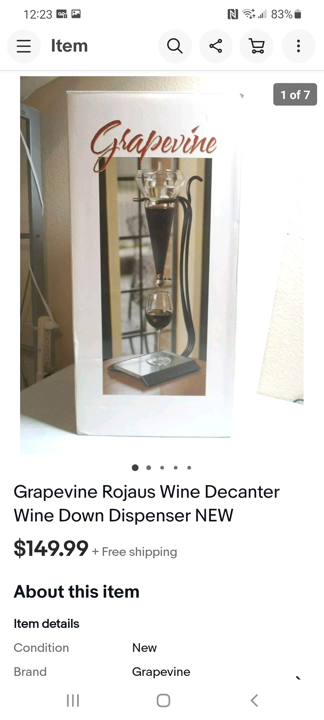 12:23
83%
Item
1 of 7
Grapevine
Grapevine Rojaus Wine Decanter
Wine Down Dispenser NEW
$149.99 + Free shipping
About this item
Item details
Condition New
Brand Grapevine